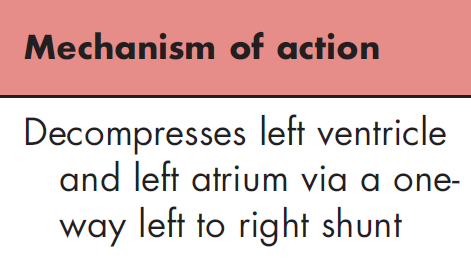 Mechanism of action
Decompresses left ventricle
and left atrium via a one-
way left to right shunt